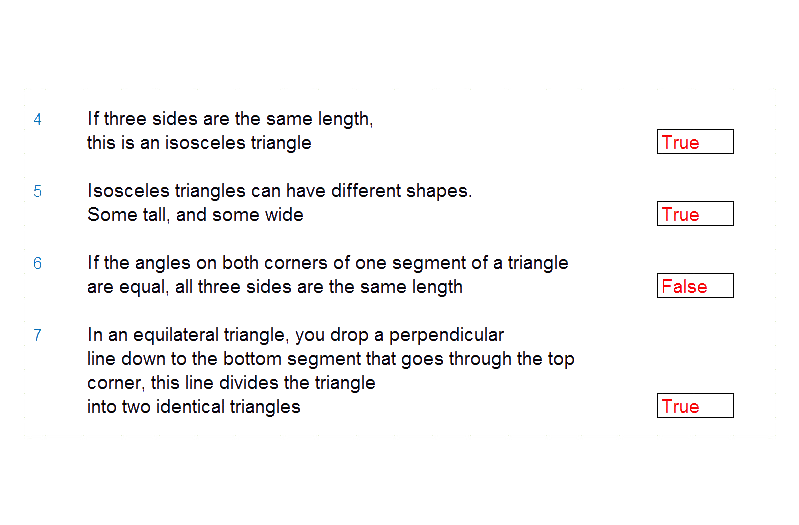 4 If three sides are the same length,
this is an isosceles triangle True
5 Isosceles triangles can have different shapes.
Some tall, and some wide True
6 If the angles on both corners of one segment of a triangle
are equal, all three sides are the same length False
7 In an equilateral triangle, you drop a perpendicular
line down to the bottom segment that goes through the top
corner, this line divides the triangle
into two identical triangles True